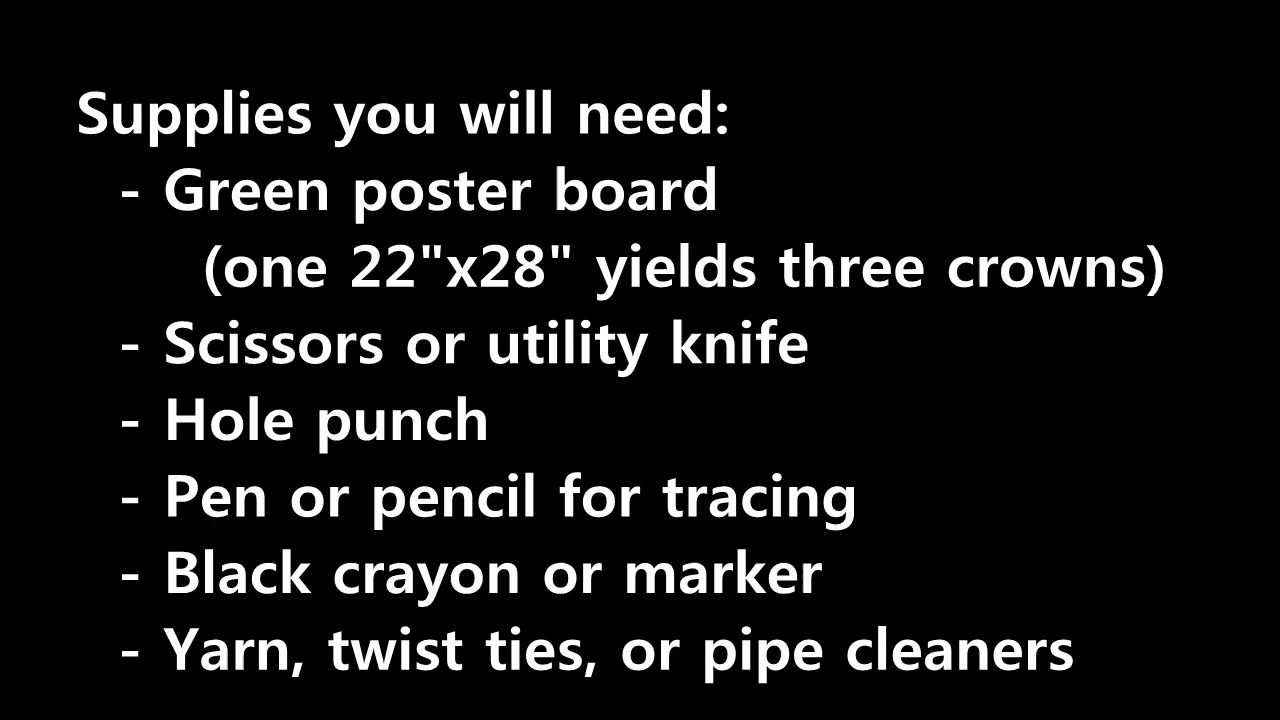 Supplies you will need:
- Green poster board
(one 22"x28" yields three crowns)
- Scissors or utility knife
- Hole punch
- Pen or pencil for tracing
- Black crayon or marker
- Yarn, twist ties, or pipe cleaners